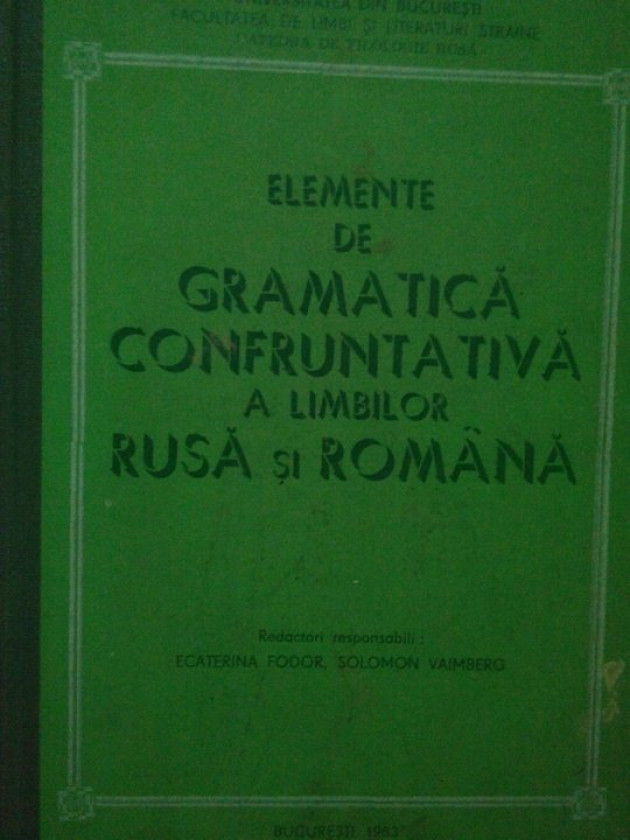 UNIVERSITATEA DIN BUCUREȘTI
FACULTATEA DE LIMBI ȘI LITERATURI STRĂINE
CATEDRA DE FILOLOGIE RUSĂ
ELEMENTE
DE
GRAMATICĂ
CONFRUNTATIVĂ
A LIMBILOR
RUSĂ ȘI ROMÂNĂ
Redactori responsabili :
ECATERINA FODOR, SOLOMON VAIMBERG
BUCUREȘTI 1983